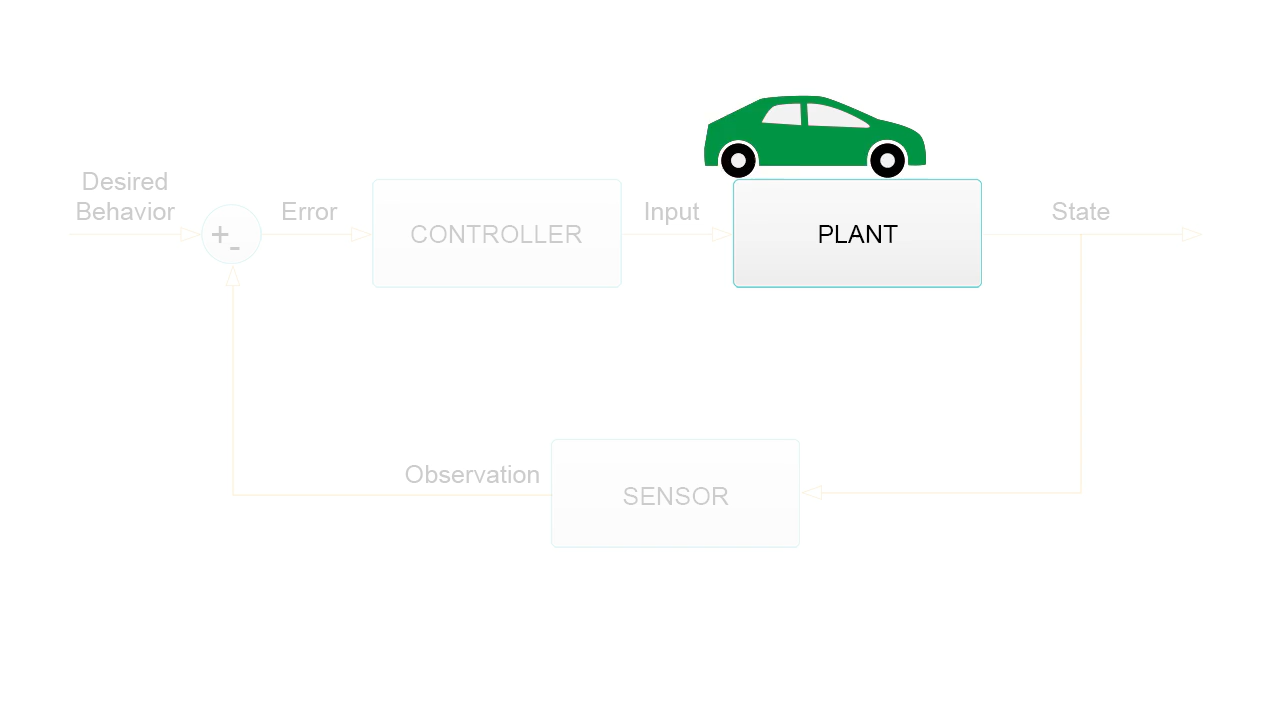 Desired
Behavior
+
-
Error
CONTROLLER
Input
PLANT
State
Observation
SENSOR